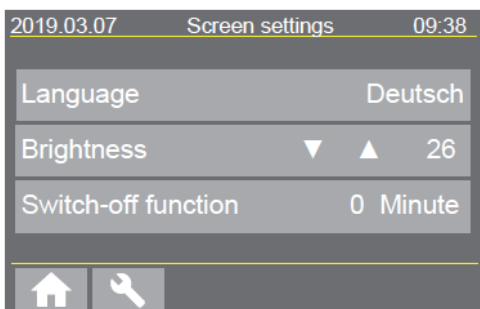 2019.03.07 Screen settings 09:38
Language Deutsch
Brightness ▼ ▲ 26
Switch-off function 0 Minute